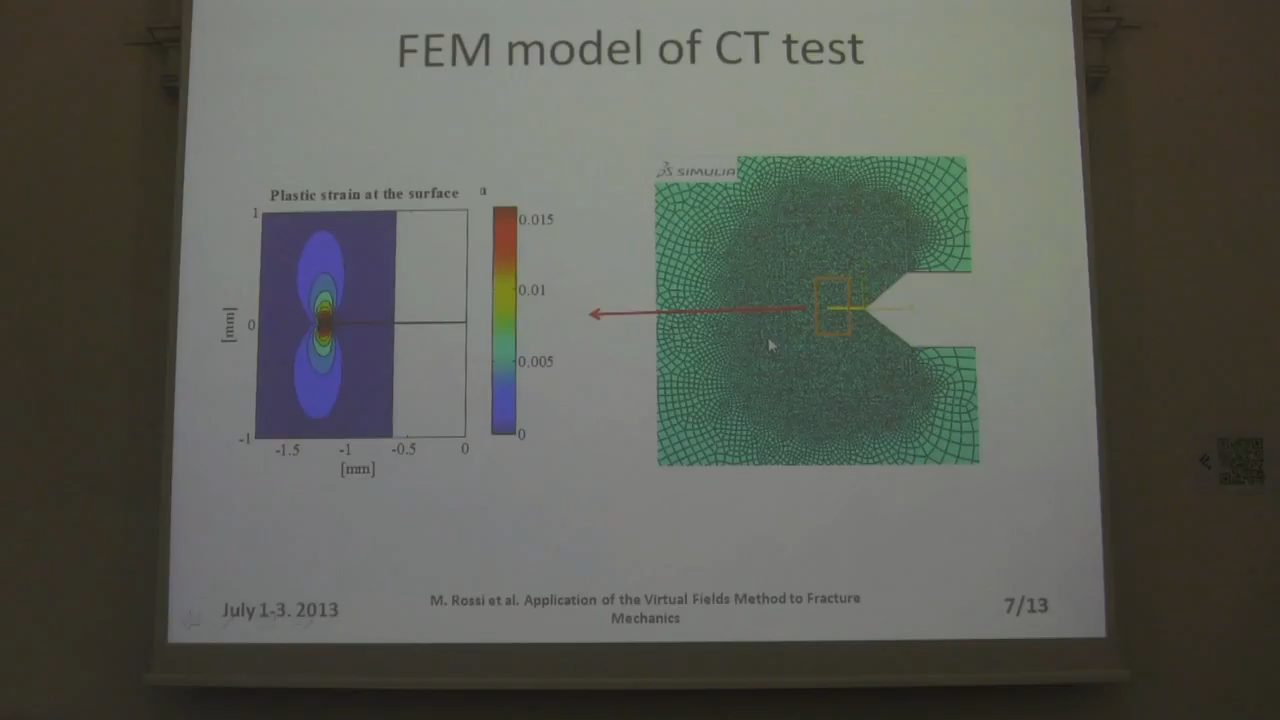 FEM model of CT test
Plastic strain at the surface
α
1
0
-1
[mm]
-1.5
-1
-0.5
0
[mm]
0.015
0.01
0.005
0
SIMULIA
July 1-3. 2013
M. Rossi et al. Application of the Virtual Fields Method to Fracture
Mechanics
7/13